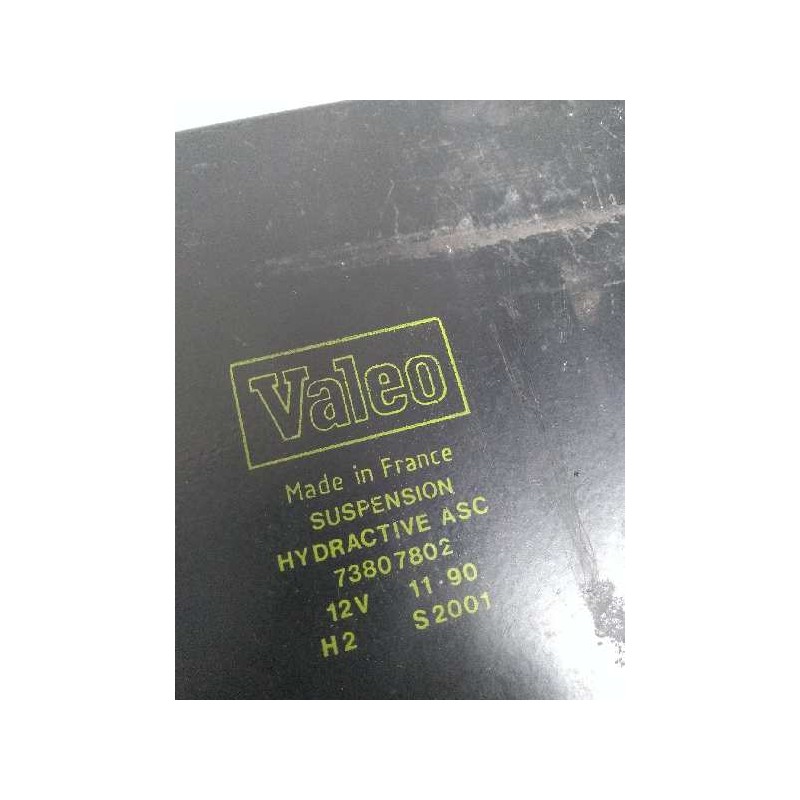 Valeo
Made in France
SUSPENSION
HYDRACTIVE ASC
73807802
12V 11·90
H2 S2001